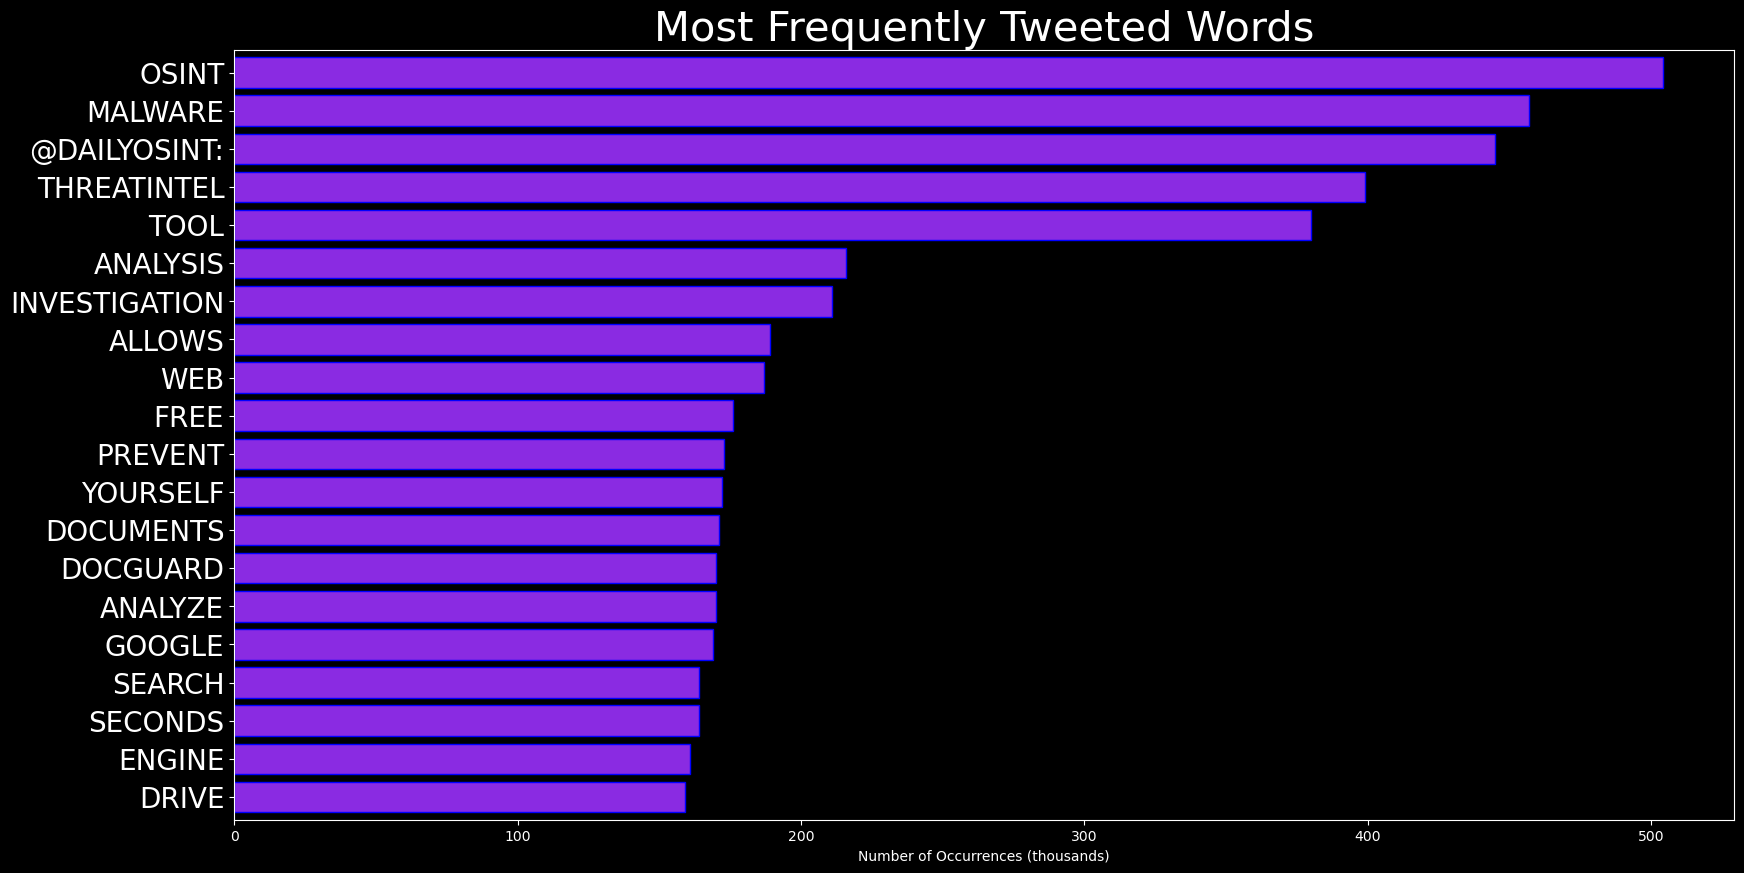 Most Frequently Tweeted Words
OSINT
MALWARE
@DAILYOSINT:
THREATINTEL
TOOL
ANALYSIS
INVESTIGATION
ALLOWS
WEB
FREE
PREVENT
YOURSELF
DOCUMENTS
DOCGUARD
ANALYZE
GOOGLE
SEARCH
SECONDS
ENGINE
DRIVE
0 100 200 300 400 500
Number of Occurrences (thousands)